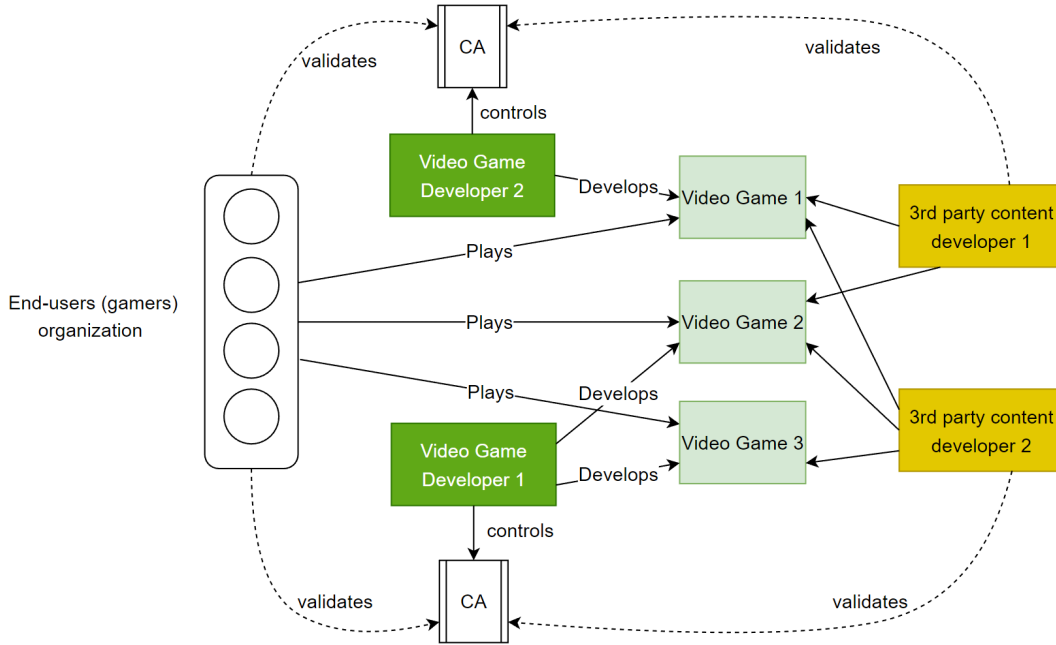 CA
validates
validates
controls
Video Game
Developer 2
Develops
Video Game 1
3rd party content
developer 1
Plays
End-users (gamers)
organization
Plays
Video Game 2
Plays
Develops
3rd party content
developer 2
Video Game
Developer 1
Develops
Video Game 3
controls
CA
validates
validates